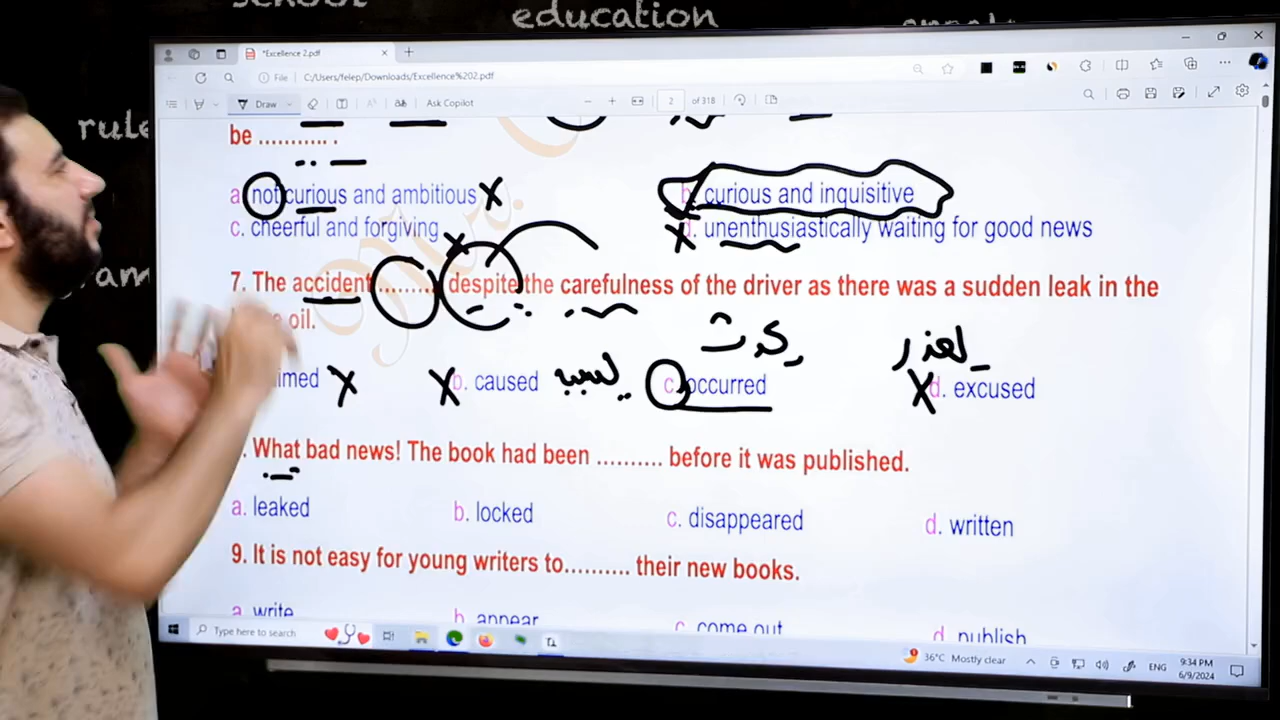 school
education
rule
*Excellence 2.pdf
File C:/Users/felep/Downloads/Excellence%202.pdf
Draw Ask Copilot 2 of 318
be ........... .
a not curious and ambitious X b. curious and inquisitive
c. cheerful and forgiving X X d. unenthusiastically waiting for good news
7. The accident .......... despite the carefulness of the driver as there was a sudden leak in the
oil.
يحدث يعذر
imed X X b. caused يسبب c. occurred X d. excused
. What bad news! The book had been .......... before it was published.
a. leaked b. locked c. disappeared d. written
9. It is not easy for young writers to.......... their new books.
a write b appear c come out d publish
Type here to search 36°C Mostly clear ENG 9:34 PM
6/9/2024